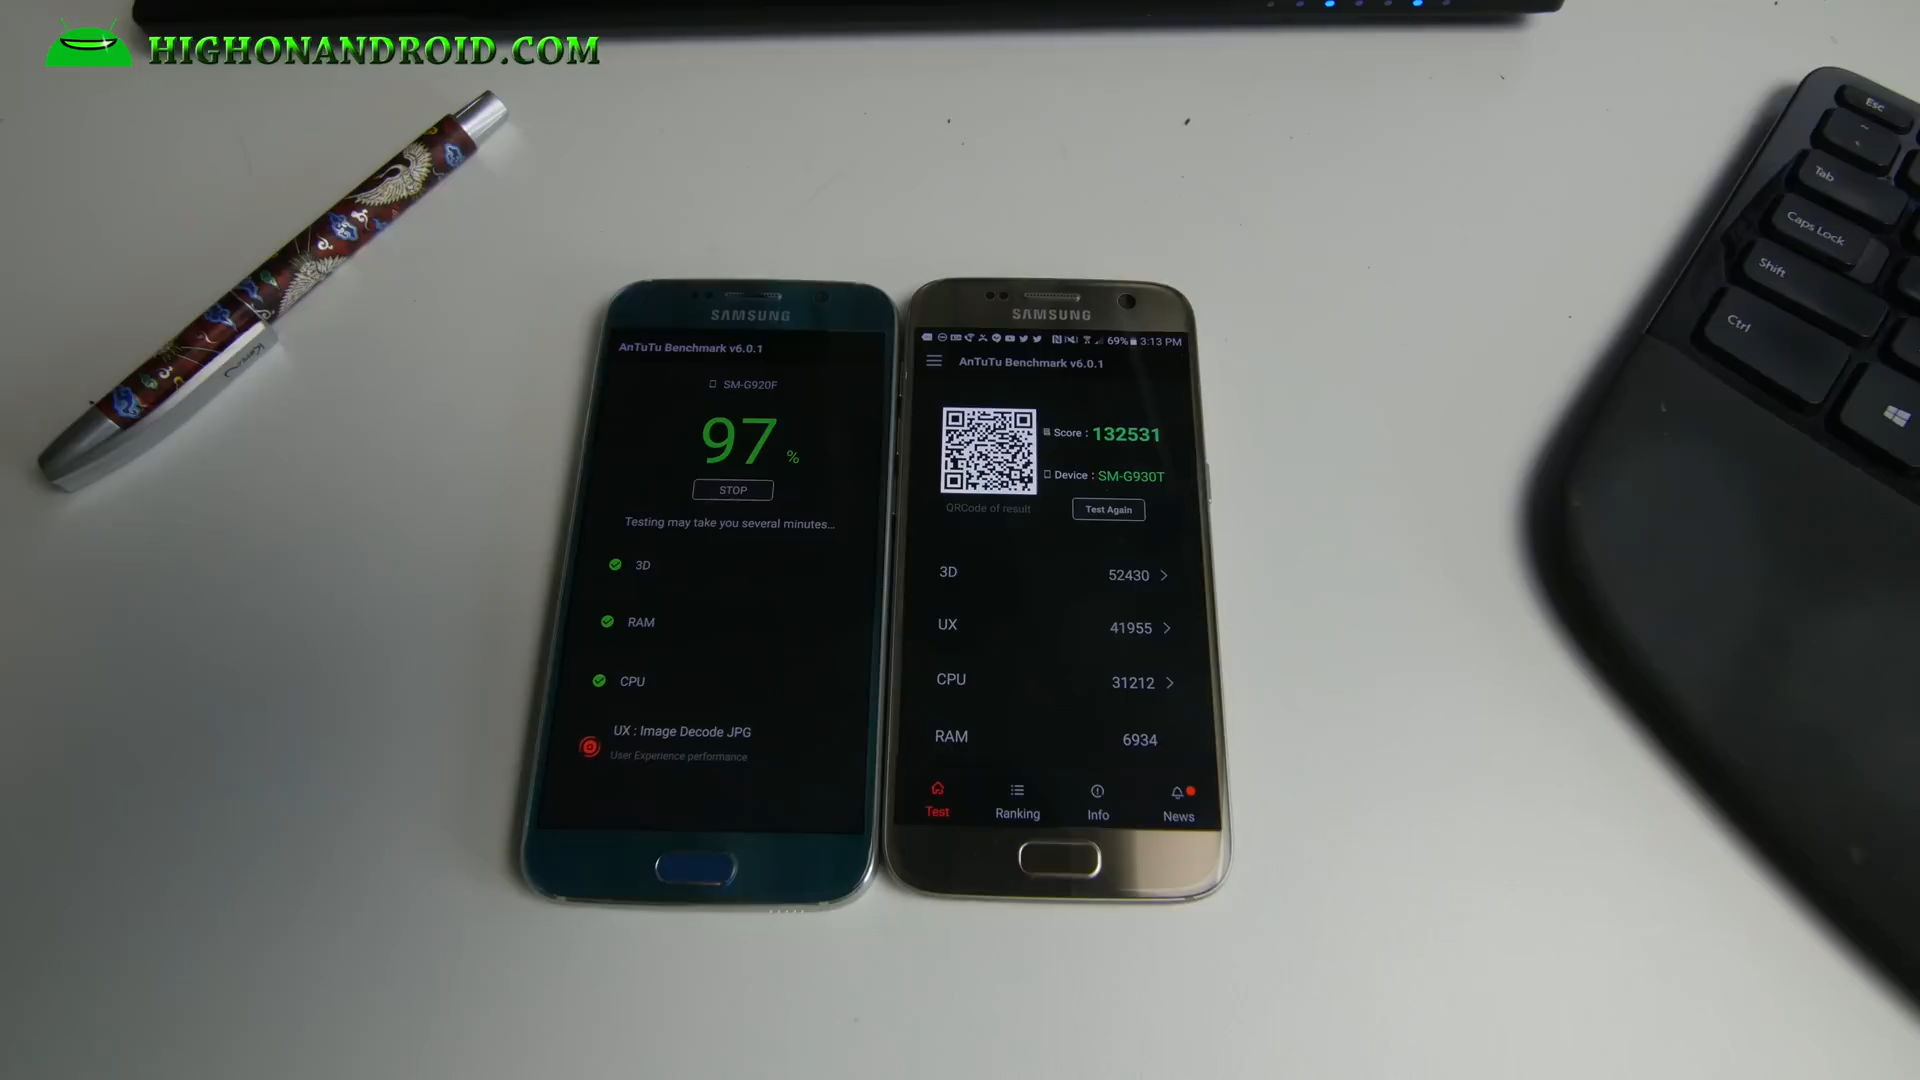 HIGHONANDROID.COM
Esc
Tab
Caps Lock
Shift
Ctrl
SAMSUNG
AnTuTu Benchmark v6.0.1
SM-G920F
97 %
STOP
Testing may take you several minutes...
3D
RAM
CPU
UX : Image Decode JPG
User Experience performance
SAMSUNG
69% 3:13 PM
AnTuTu Benchmark v6.0.1
Score : 132531
Device : SM-G930T
QRCode of result
Test Again
3D 52430
UX 41955
CPU 31212
RAM 6934
Test Ranking Info News